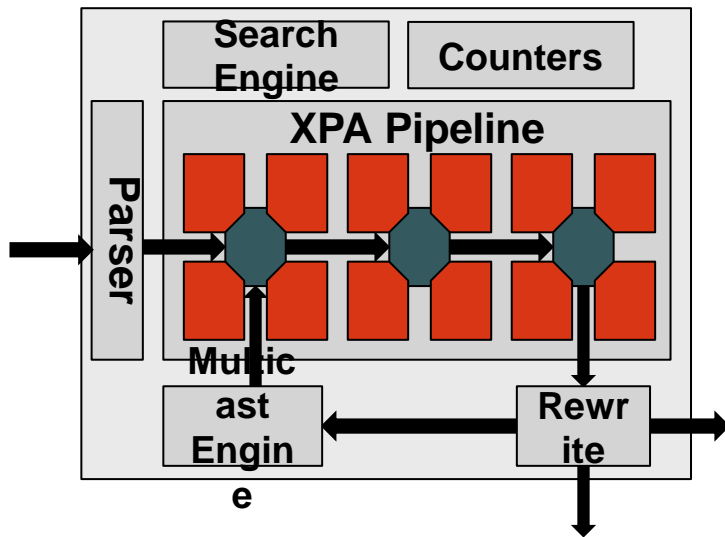 Search
Engine
Counters
XPA Pipeline
Parser
Multic
ast
Engin
e
Rewr
ite